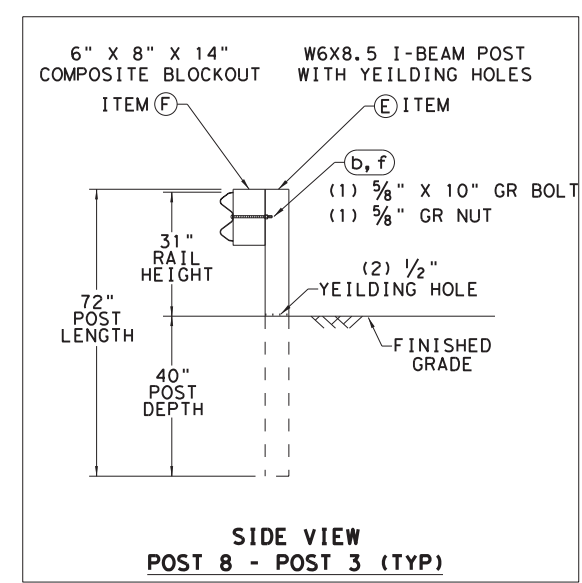 6" X 8" X 14"
COMPOSITE BLOCKOUT
ITEM F
W6X8.5 I-BEAM POST
WITH YEILDING HOLES
E ITEM
b, f
(1) 5/8" X 10" GR BOLT
(1) 5/8" GR NUT
31"
RAIL
HEIGHT
(2) 1/2"
YEILDING HOLE
72"
POST
LENGTH
FINISHED
GRADE
40"
POST
DEPTH
SIDE VIEW
POST 8 - POST 3 (TYP)